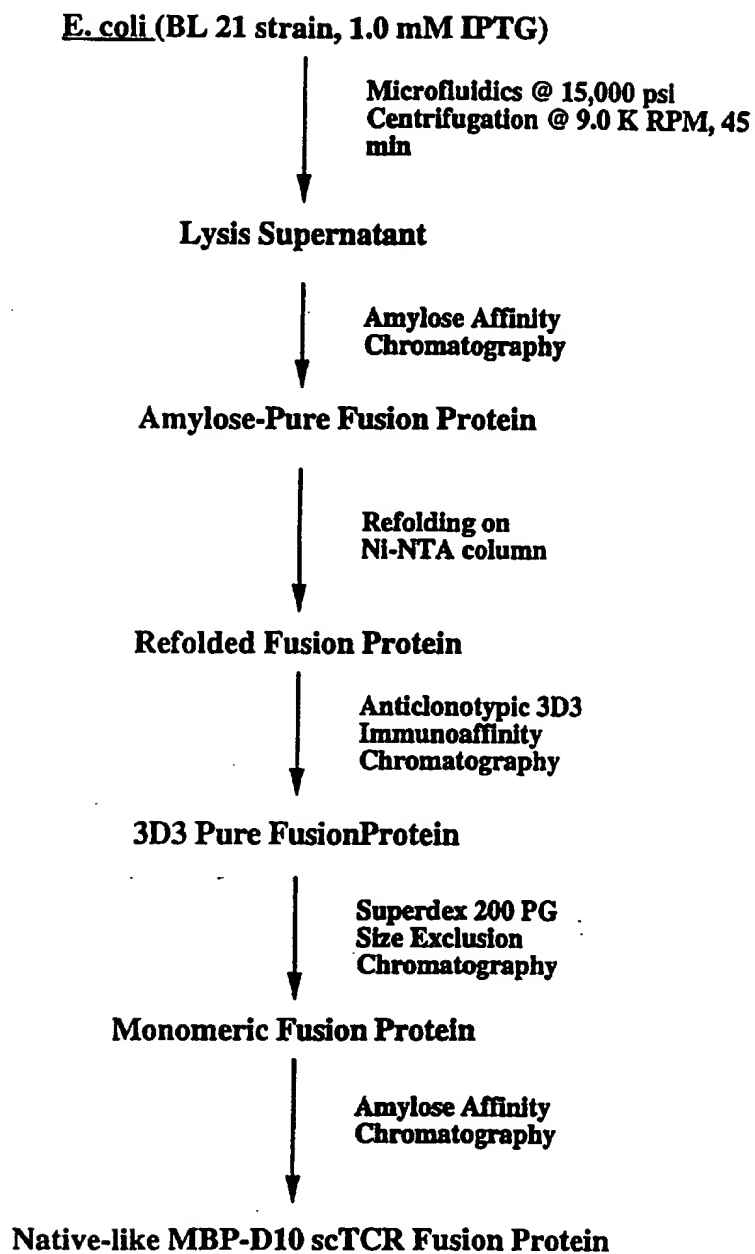 E. coli (BL 21 strain, 1.0 mM IPTG)
Microfluidics @ 15,000 psi
Centrifugation @ 9.0 K RPM, 45
min
Lysis Supernatant
Amylose Affinity
Chromatography
Amylose-Pure Fusion Protein
Refolding on
Ni-NTA column
Refolded Fusion Protein
Anticlonotypic 3D3
Immunoaffinity
Chromatography
3D3 Pure FusionProtein
Superdex 200 PG
Size Exclusion
Chromatography
Monomeric Fusion Protein
Amylose Affinity
Chromatography
Native-like MBP-D10 scTCR Fusion Protein